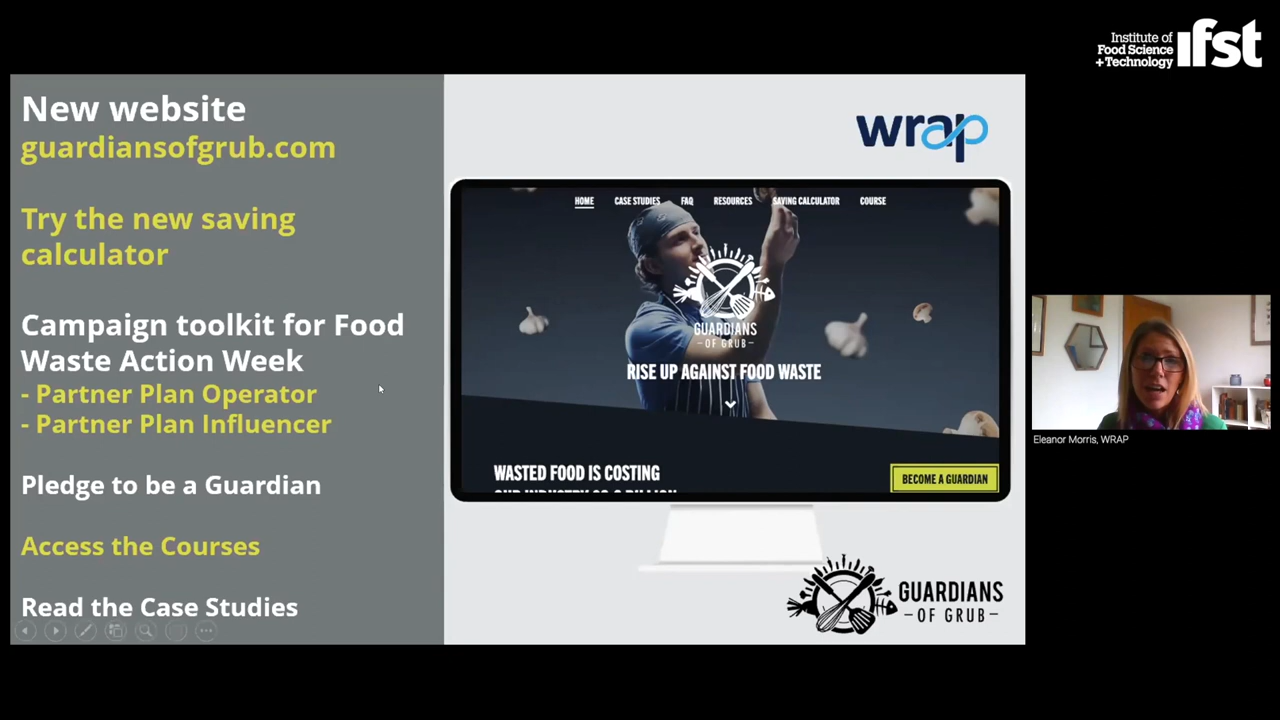 Institute of
Food Science
+Technology
ifst
New website
guardiansofgrub.com
Try the new saving
calculator
Campaign toolkit for Food
Waste Action Week
- Partner Plan Operator
- Partner Plan Influencer
Pledge to be a Guardian
Access the Courses
Read the Case Studies
wrap
HOME CASE STUDIES FAQ RESOURCES SAVING CALCULATOR COURSE
GUARDIANS
OF GRUB
RISE UP AGAINST FOOD WASTE
WASTED FOOD IS COSTING
OUR INDUSTRY
BECOME A GUARDIAN
GUARDIANS
OF GRUB
Eleanor Morris, WRAP